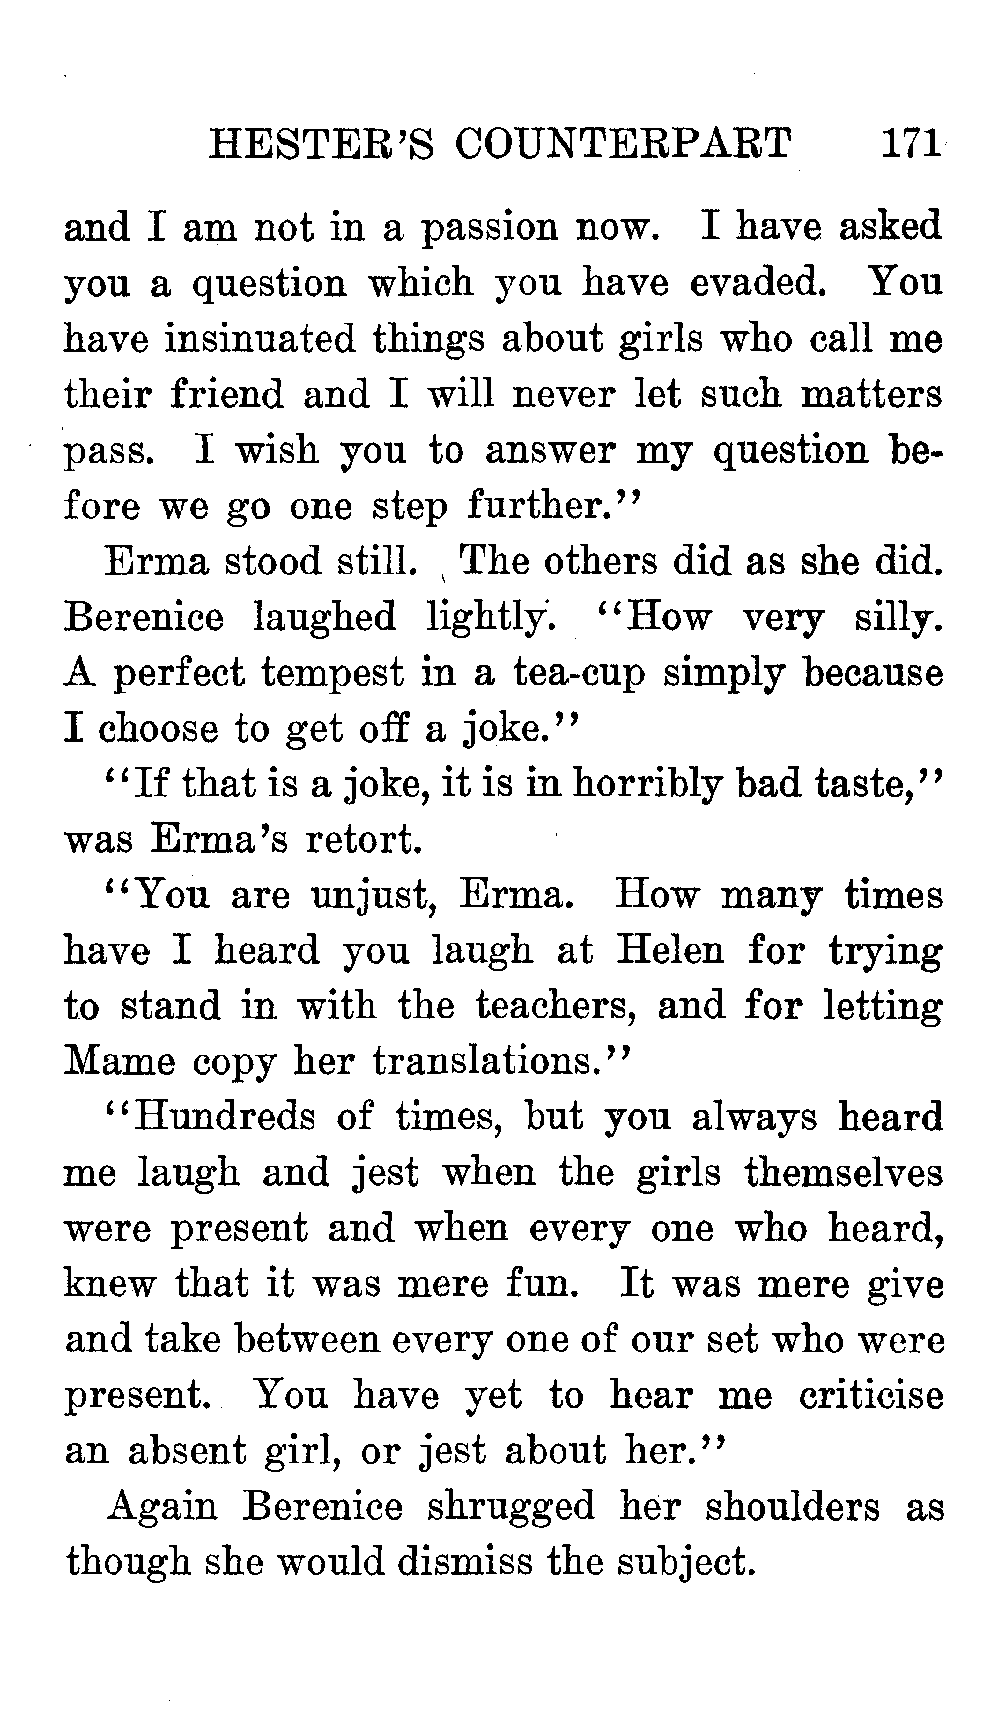 HESTER'S COUNTERPART 171
and I am not in a passion now. I have asked
you a question which you have evaded. You
have insinuated things about girls who call me
their friend and I will never let such matters
pass. I wish you to answer my question be-
fore we go one step further."
Erma stood still. The others did as she did.
Berenice laughed lightly. "How very silly.
A perfect tempest in a tea-cup simply because
I choose to get off a joke."
"If that is a joke, it is in horribly bad taste,"
was Erma's retort.
"You are unjust, Erma. How many times
have I heard you laugh at Helen for trying
to stand in with the teachers, and for letting
Mame copy her translations."
"Hundreds of times, but you always heard
me laugh and jest when the girls themselves
were present and when every one who heard,
knew that it was mere fun. It was mere give
and take between every one of our set who were
present. You have yet to hear me criticise
an absent girl, or jest about her."
Again Berenice shrugged her shoulders as
though she would dismiss the subject.